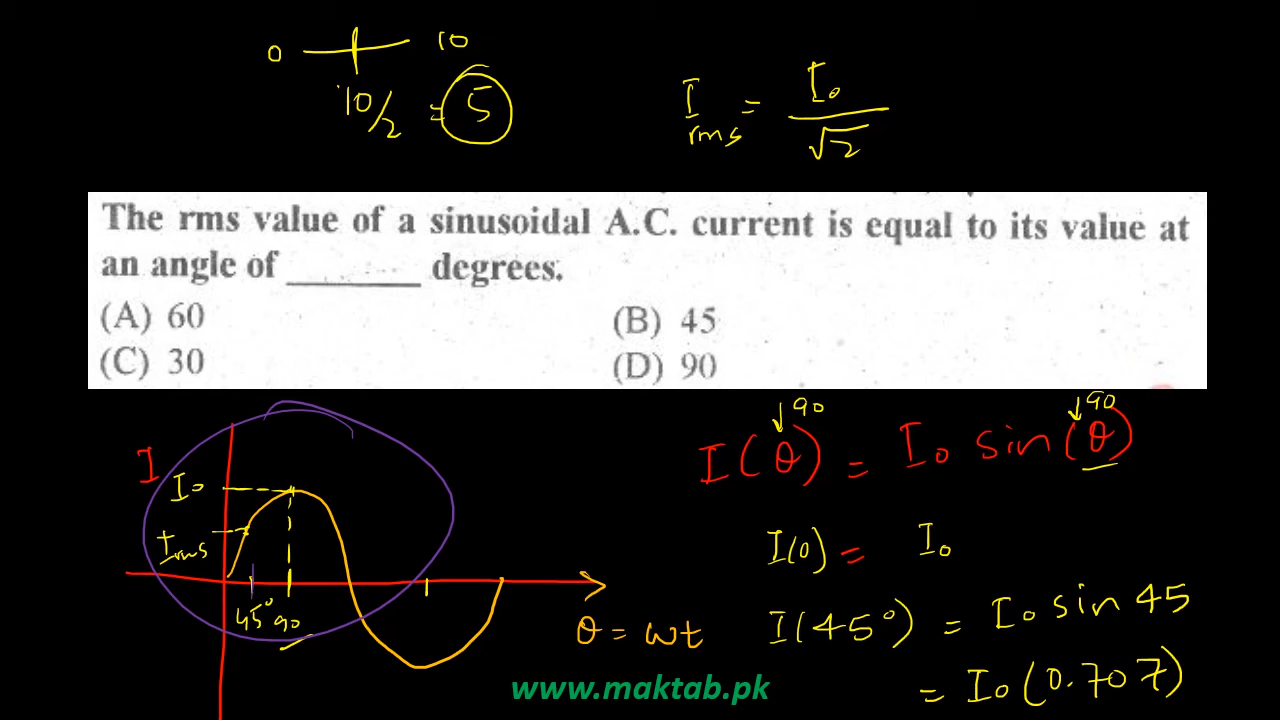 0 10
10/2 = 5
I rms = I₀ / √2
The rms value of a sinusoidal A.C. current is equal to its value at
an angle of ________ degrees.
(A) 60 (B) 45
(C) 30 (D) 90
↓90 ↓90
I(θ) = I₀ sin(θ)
I
I₀
Irms
45° 90
θ = ωt
I(0) = I₀
I(45°) = I₀ sin 45
= I₀(0.707)
www.maktab.pk